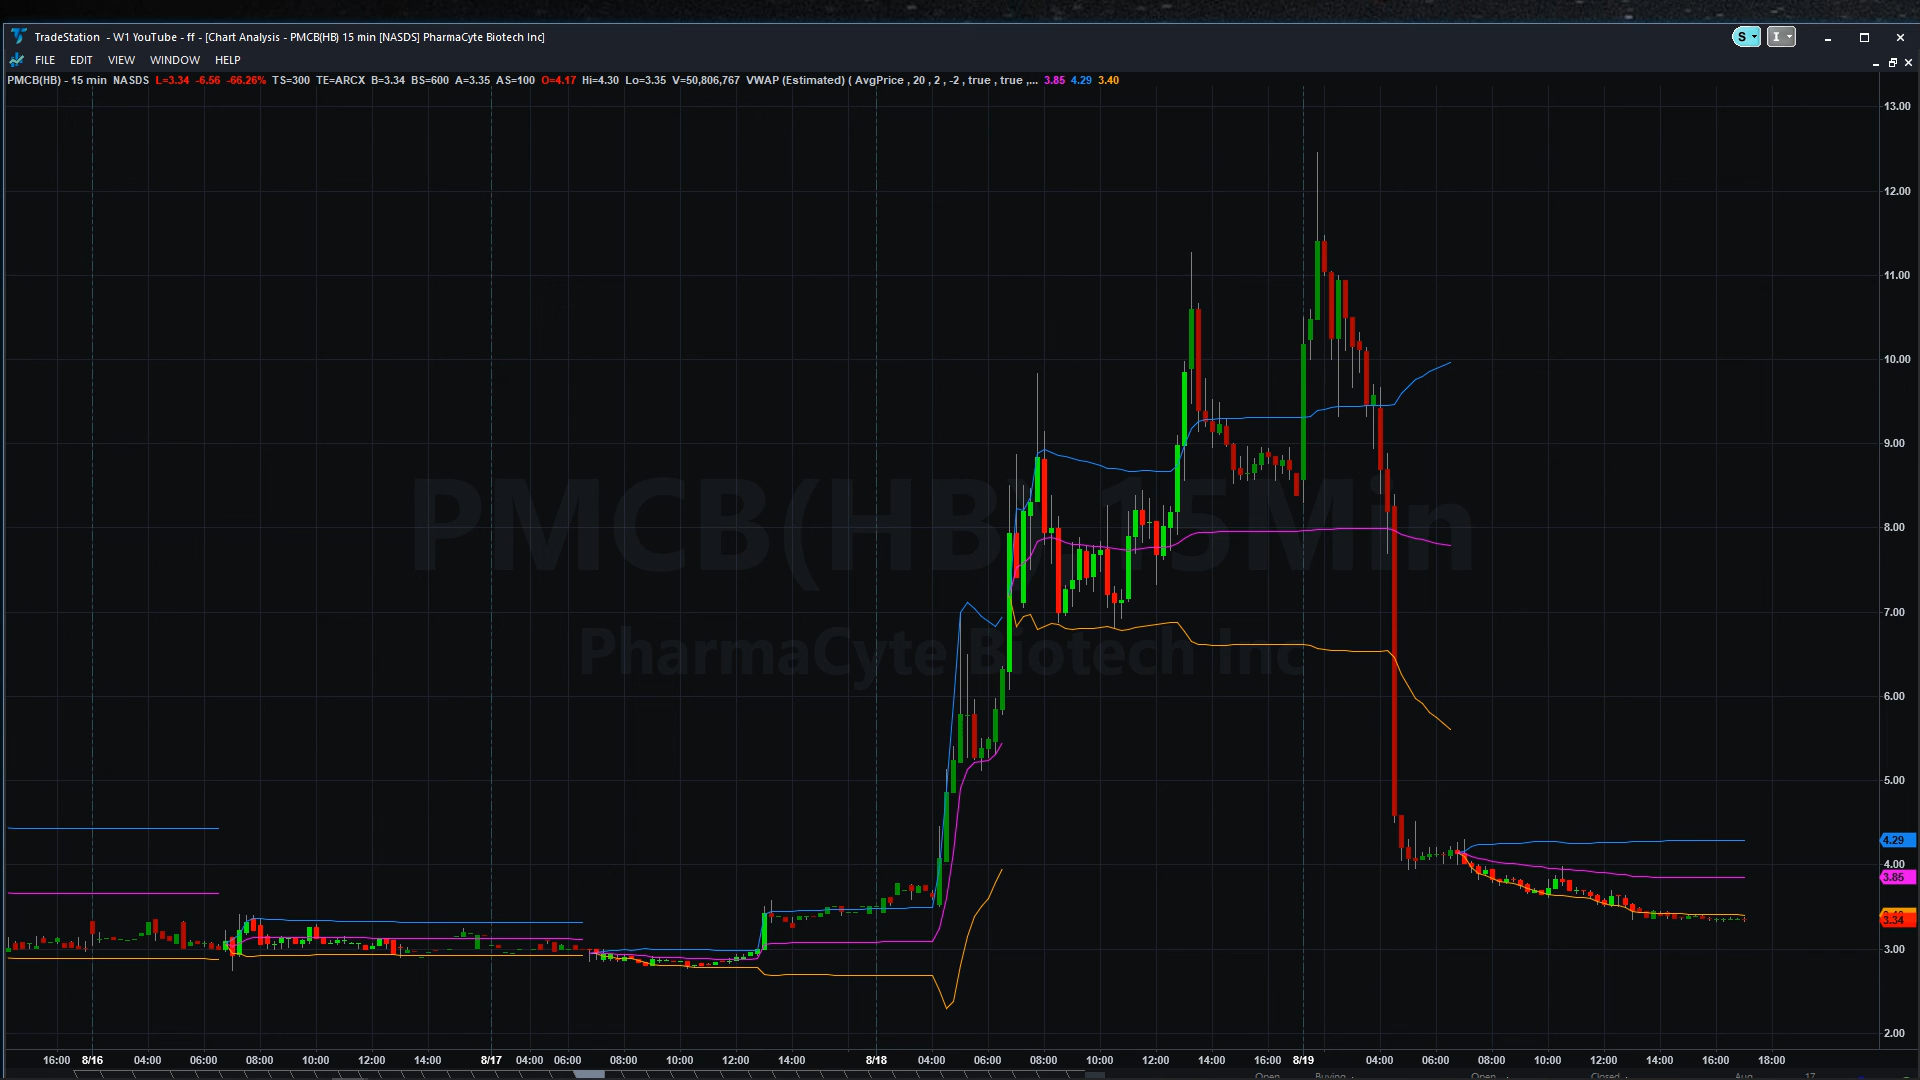 TradeStation - W1 YouTube - ff - [Chart Analysis - PMCB(HB) 15 min [NASDS] PharmaCyte Biotech Inc]
S
I
FILE EDIT VIEW WINDOW HELP
PMCB(HB) - 15 min NASDS L=3.34 -6.56 -66.26% TS=300 TE=ARCX B=3.34 BS=600 A=3.35 AS=100 O=4.17 Hi=4.30 Lo=3.35 V=50,806,767 VWAP (Estimated) ( AvgPrice , 20 , 2 , -2 , true , true ,... 3.85 4.29 3.40
13.00
12.00
11.00
10.00
9.00
PMCB(HB), 15Min
8.00
7.00
PharmaCyte Biotech Inc
6.00
5.00
4.29
4.00
3.85
3.34
3.00
2.00
16:00 8/16 04:00 06:00 08:00 10:00 12:00 14:00 8/17 04:00 06:00 08:00 10:00 12:00 14:00 8/18 04:00 06:00 08:00 10:00 12:00 14:00 16:00 8/19 04:00 06:00 08:00 10:00 12:00 14:00 16:00 18:00
Open Buying Open Closed Aug 17